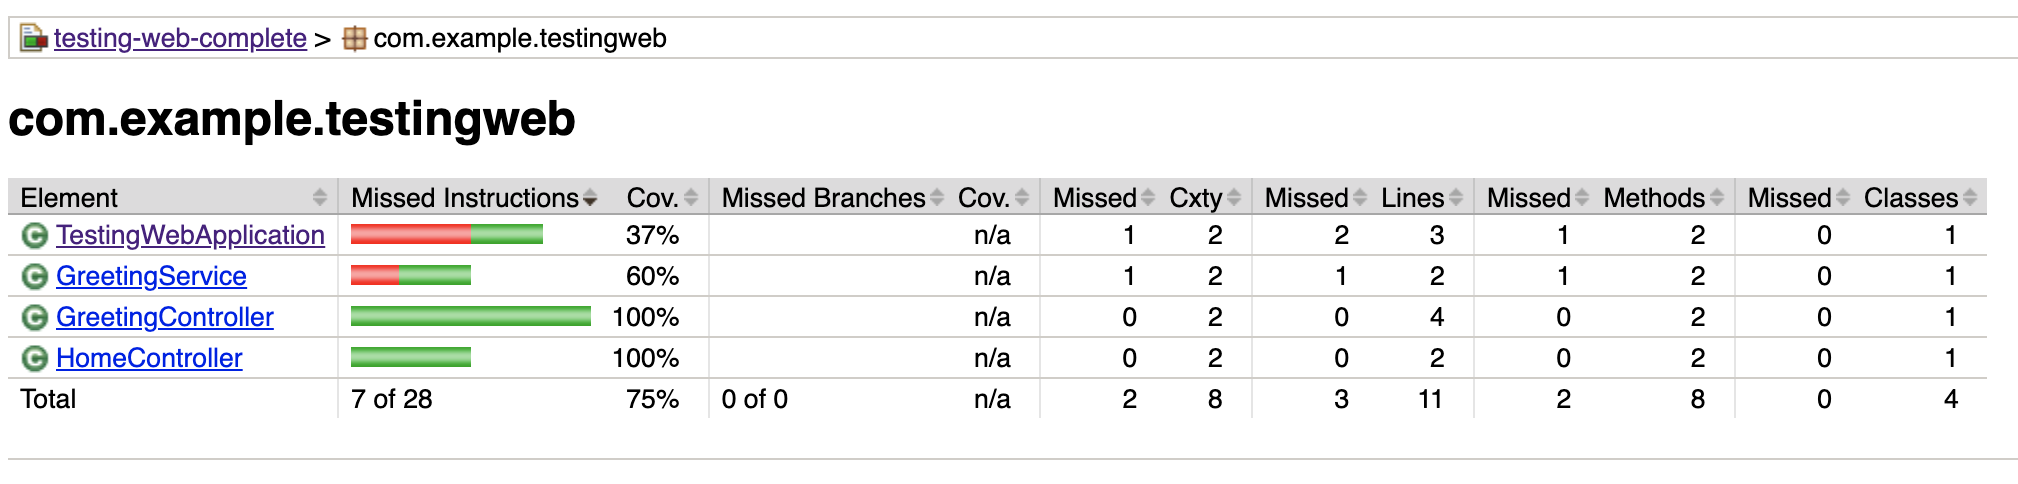 testing-web-complete > com.example.testingweb
com.example.testingweb
Element Missed Instructions Cov. Missed Branches Cov. Missed Cxty Missed Lines Missed Methods Missed Classes
C TestingWebApplication 37% n/a 1 2 2 3 1 2 0 1
C GreetingService 60% n/a 1 2 1 2 1 2 0 1
C GreetingController 100% n/a 0 2 0 4 0 2 0 1
C HomeController 100% n/a 0 2 0 2 0 2 0 1
Total 7 of 28 75% 0 of 0 n/a 2 8 3 11 2 8 0 4